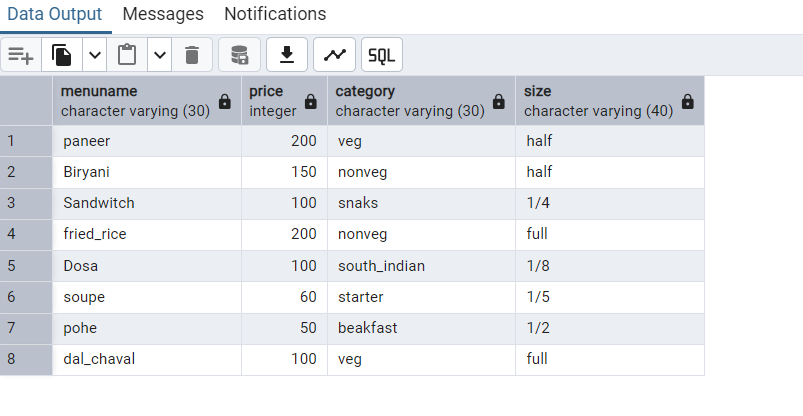 Data Output Messages Notifications
SQL
menuname price category size
character varying (30) integer character varying (30) character varying (40)
1 paneer 200 veg half
2 Biryani 150 nonveg half
3 Sandwitch 100 snaks 1/4
4 fried_rice 200 nonveg full
5 Dosa 100 south_indian 1/8
6 soupe 60 starter 1/5
7 pohe 50 beakfast 1/2
8 dal_chaval 100 veg full